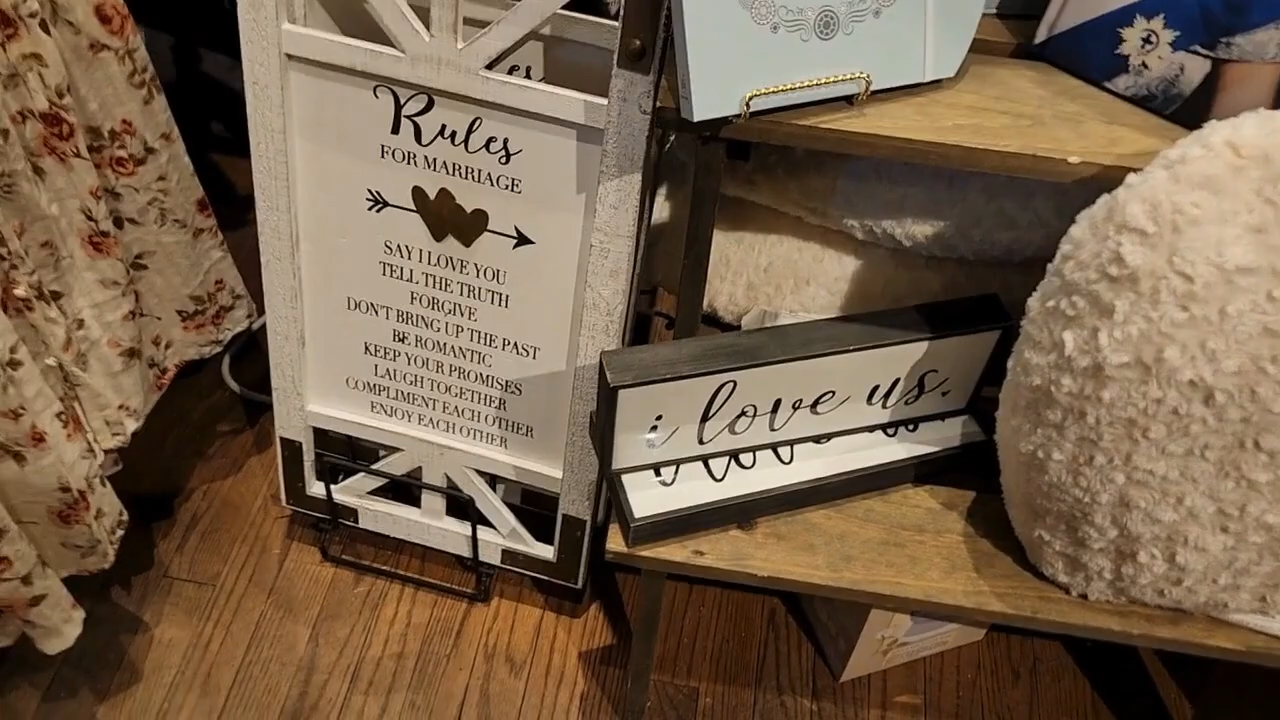 es
Rules
FOR MARRIAGE
SAY I LOVE YOU
TELL THE TRUTH
FORGIVE
DON'T BRING UP THE PAST
BE ROMANTIC
KEEP YOUR PROMISES
LAUGH TOGETHER
COMPLIMENT EACH OTHER
ENJOY EACH OTHER
i love us.